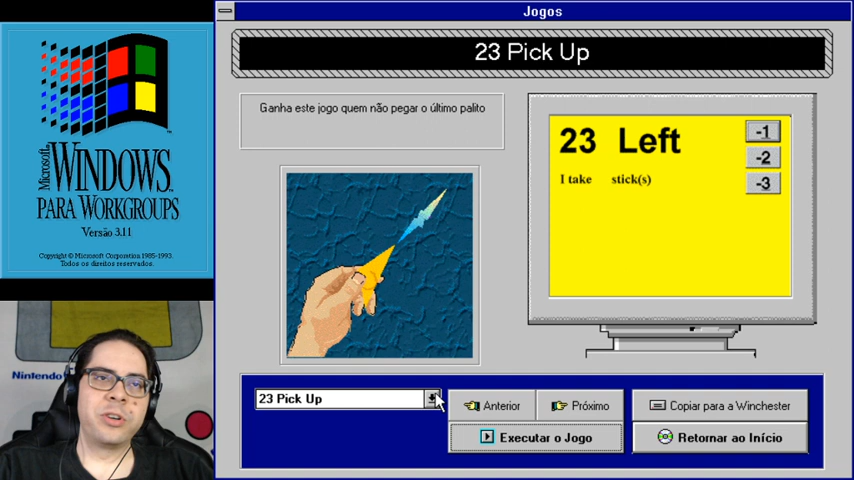 Microsoft
WINDOWS
PARA WORKGROUPS
Versão 3.11
Copyright © Microsoft Corporation 1985-1993.
Todos os direitos reservados.
Nintendo
Jogos
23 Pick Up
Ganha este jogo quem não pegar o último palito
23 Left
I take stick(s)
-1
-2
-3
23 Pick Up
Anterior
Próximo
Copiar para a Winchester
Executar o Jogo
Retornar ao Início